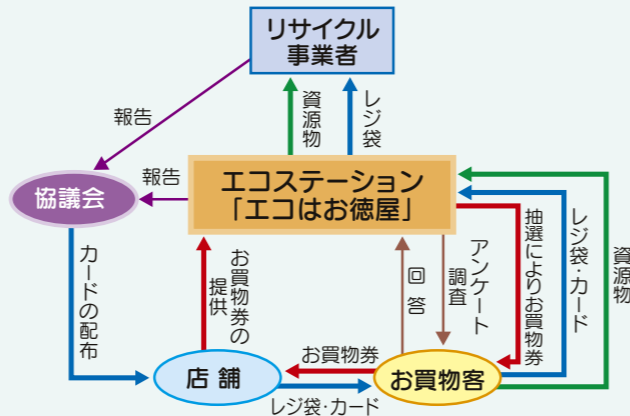 リサイクル
事業者
報告
資源物
レジ袋
協議会
報告
エコステーション
「エコはお徳屋」
カードの配布
お買物券の
提供
回答
アンケート
調査
抽選によりお買物券
レジ袋・カード
資源物
お買物券
店舗
レジ袋・カード
お買物客